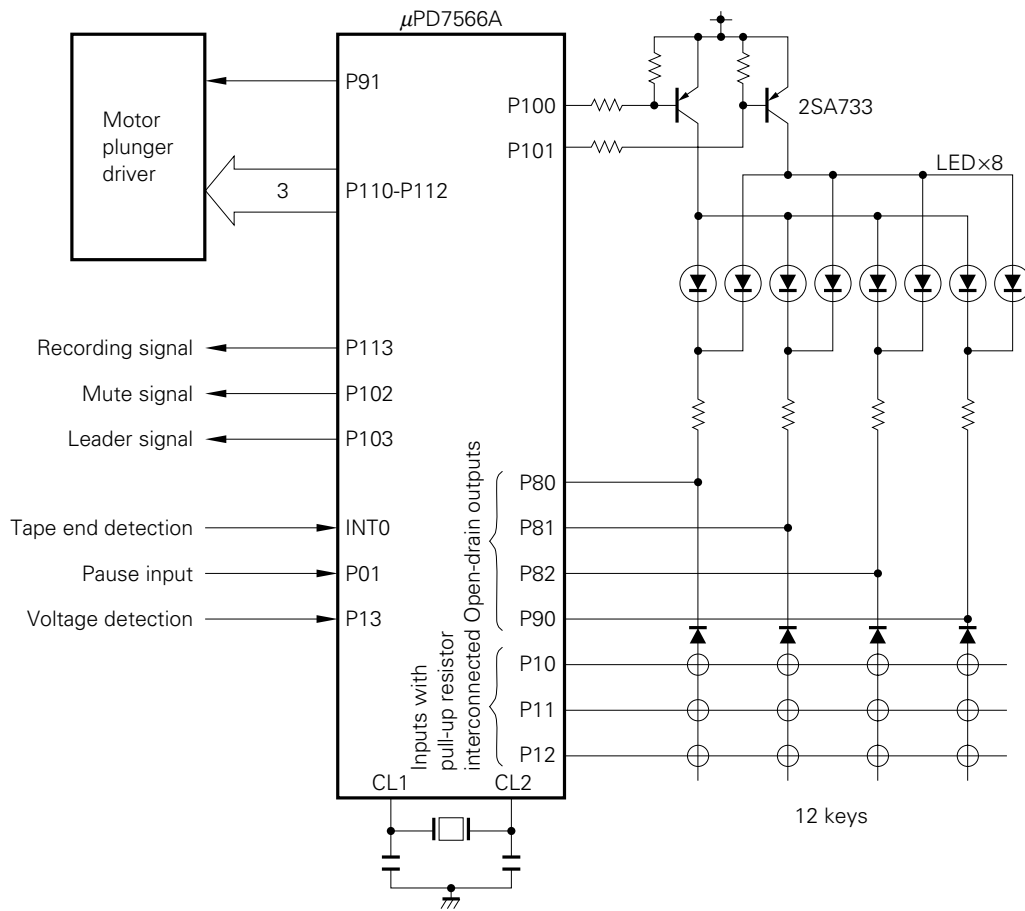 μPD7566A
Motor
plunger
driver
P91
3
P110-P112
P100
P101
2SA733
LED×8
Recording signal
P113
Mute signal
P102
Leader signal
P103
Tape end detection
INT0
Pause input
P01
Voltage detection
P13
Open-drain outputs
P80
P81
P82
P90
Inputs with
pull-up resistor
interconnected
P10
P11
P12
CL1
CL2
12 keys